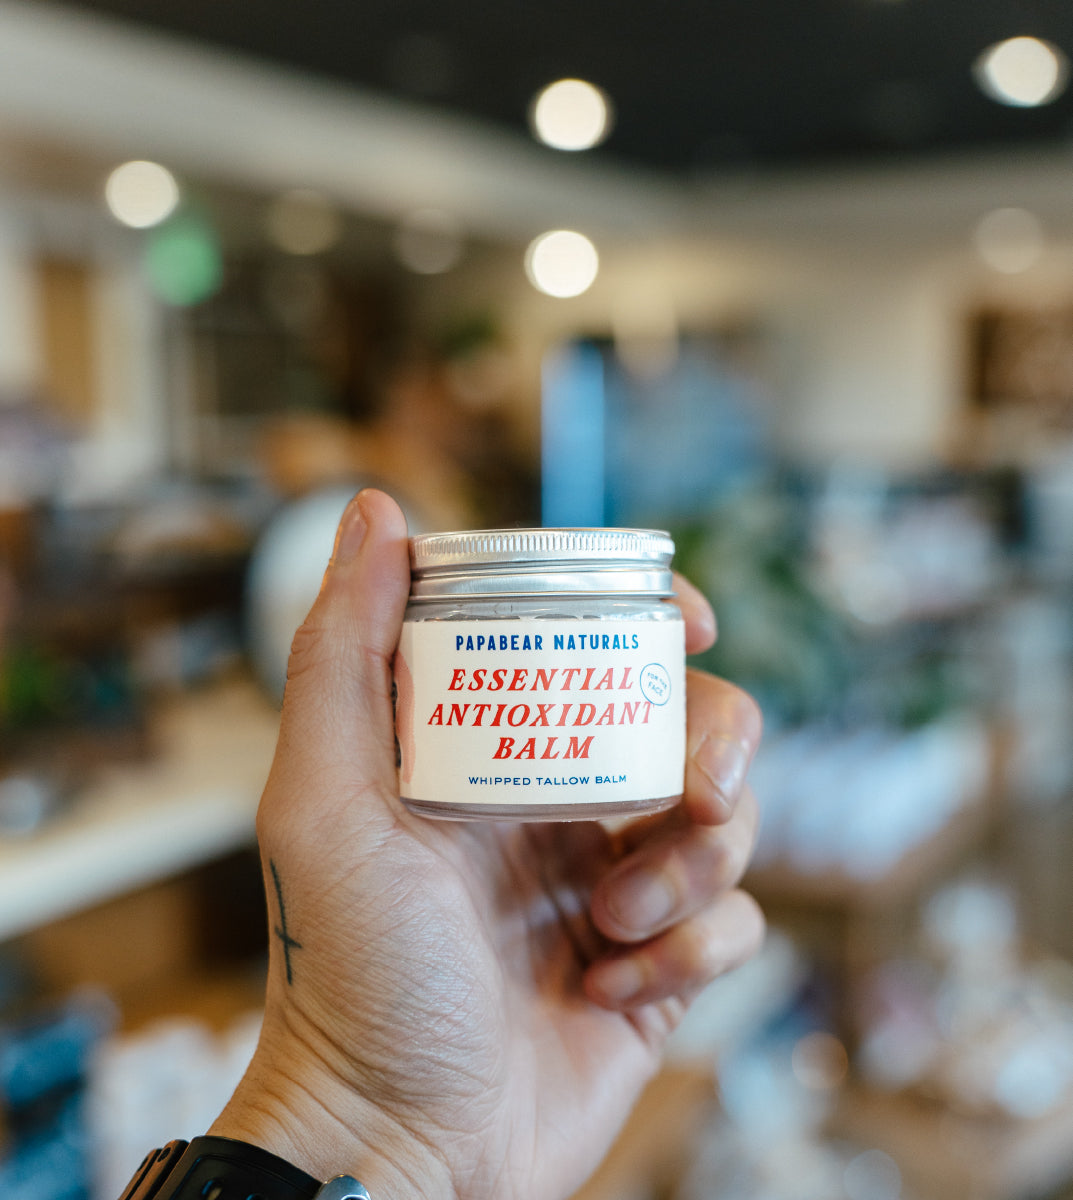 PAPABEAR NATURALS
ESSENTIAL
ANTIOXIDANT
BALM
FOR THE
FACE
WHIPPED TALLOW BALM